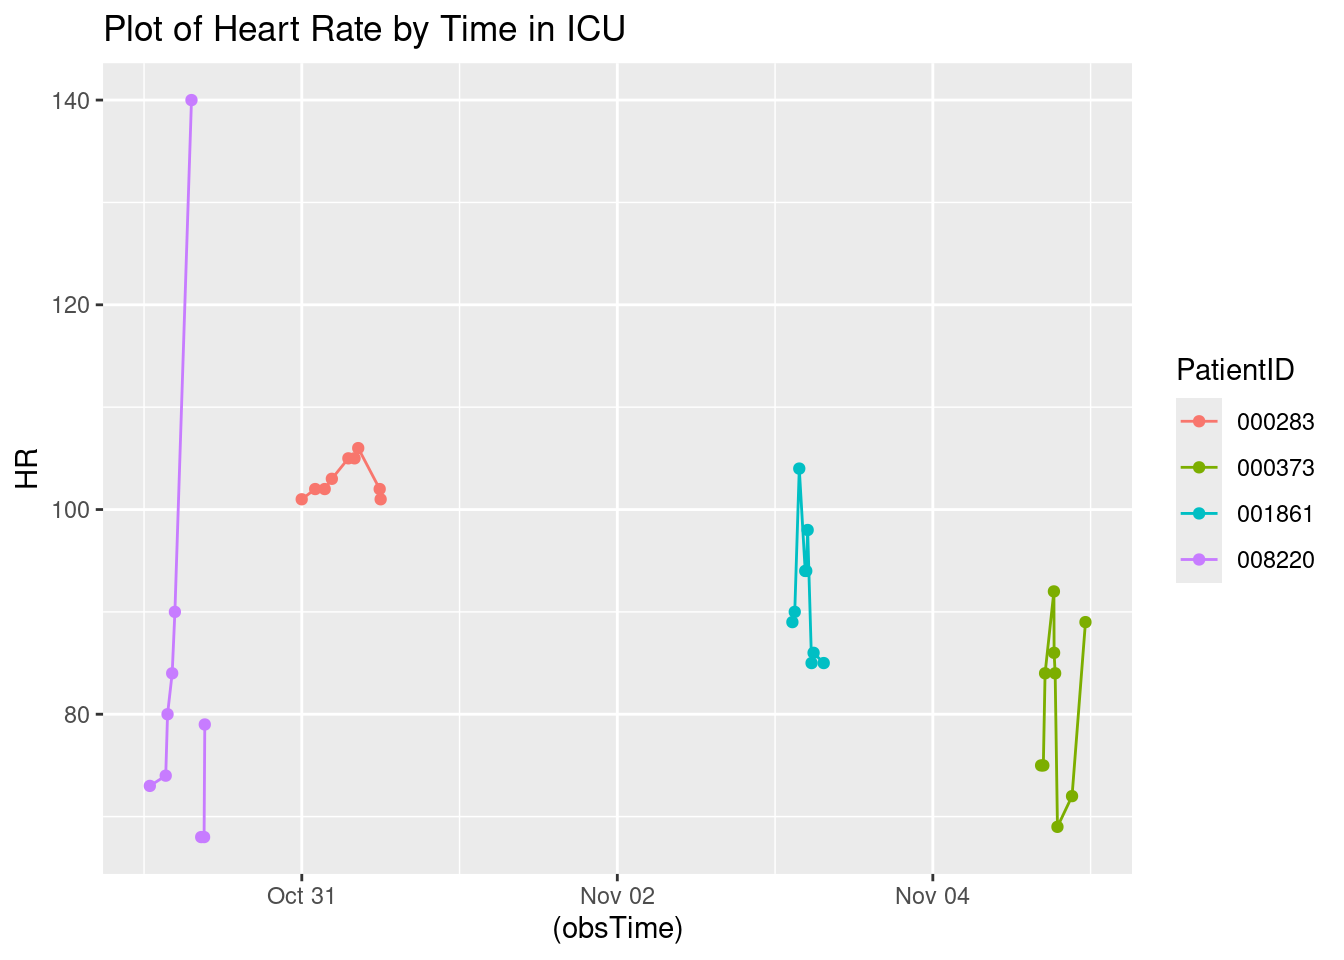 Plot of Heart Rate by Time in ICU
140
120
100
80
HR
Oct 31
Nov 02
Nov 04
(obsTime)
PatientID
000283
000373
001861
008220